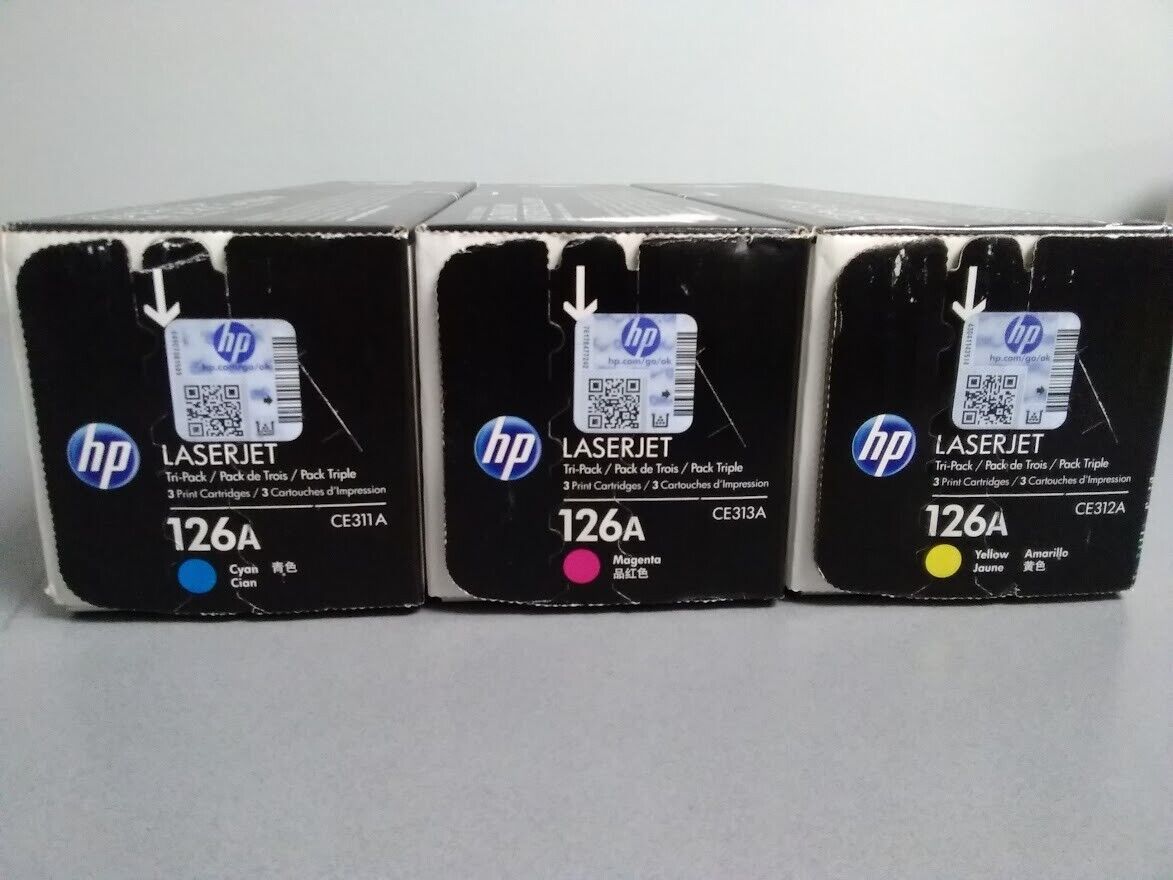 hp
hp.com/go/ok
hp
LASERJET
Tri-Pack / Pack de Trois / Pack Triple
3 Print Cartridges / 3 Cartouches d'Impression
126A
CE311A
Cyan 青色
Cian
hp
hp.com/go/ok
hp
LASERJET
Tri-Pack / Pack de Trois / Pack Triple
3 Print Cartridges / 3 Cartouches d'Impression
126A
CE313A
Magenta
品紅色
hp
hp.com/go/ok
hp
LASERJET
Tri-Pack / Pack de Trois / Pack Triple
3 Print Cartridges / 3 Cartouches d'Impression
126A
CE312A
Yellow Amarillo
Jaune 黄色